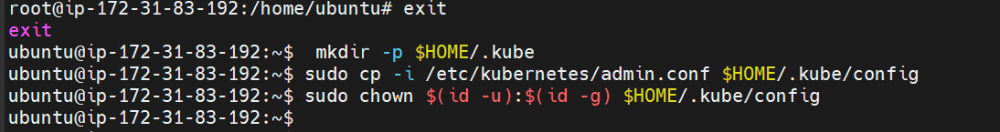 root@ip-172-31-83-192:/home/ubuntu# exit
exit
ubuntu@ip-172-31-83-192:~$  mkdir -p $HOME/.kube
ubuntu@ip-172-31-83-192:~$ sudo cp -i /etc/kubernetes/admin.conf $HOME/.kube/config
ubuntu@ip-172-31-83-192:~$ sudo chown $(id -u):$(id -g) $HOME/.kube/config
ubuntu@ip-172-31-83-192:~$